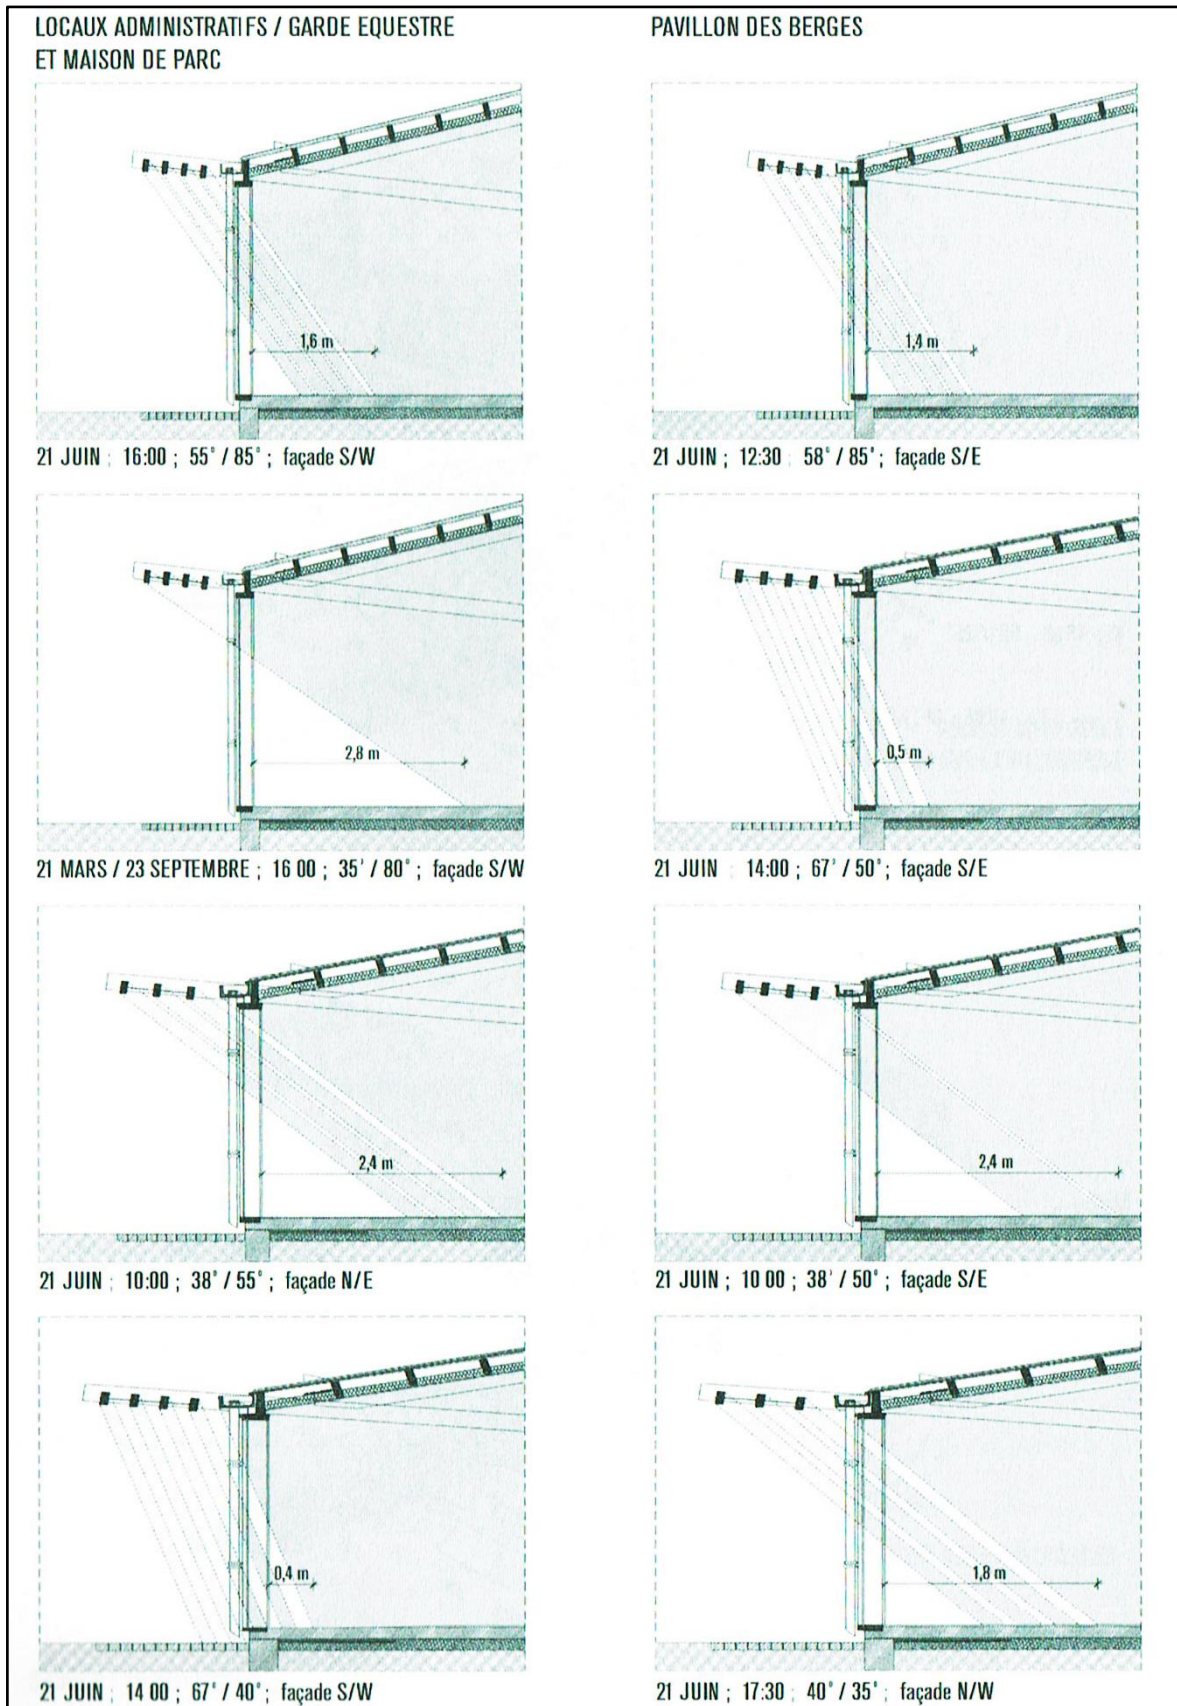 LOCAUX ADMINISTRATIFS / GARDE EQUESTRE
ET MAISON DE PARC
1,6 m
21 JUIN ; 16:00 ; 55° / 85° ; façade S/W
2,8 m
21 MARS / 23 SEPTEMBRE ; 16 00 ; 35° / 80° ; façade S/W
2,4 m
21 JUIN ; 10:00 ; 38° / 55° ; façade N/E
0,4 m
21 JUIN ; 14 00 ; 67° / 40° ; façade S/W
PAVILLON DES BERGES
1,4 m
21 JUIN ; 12:30 ; 58° / 85° ; façade S/E
0,5 m
21 JUIN ; 14:00 ; 67° / 50° ; façade S/E
2,4 m
21 JUIN ; 10 00 ; 38° / 50° ; façade S/E
1,8 m
21 JUIN ; 17:30 ; 40° / 35° ; façade N/W